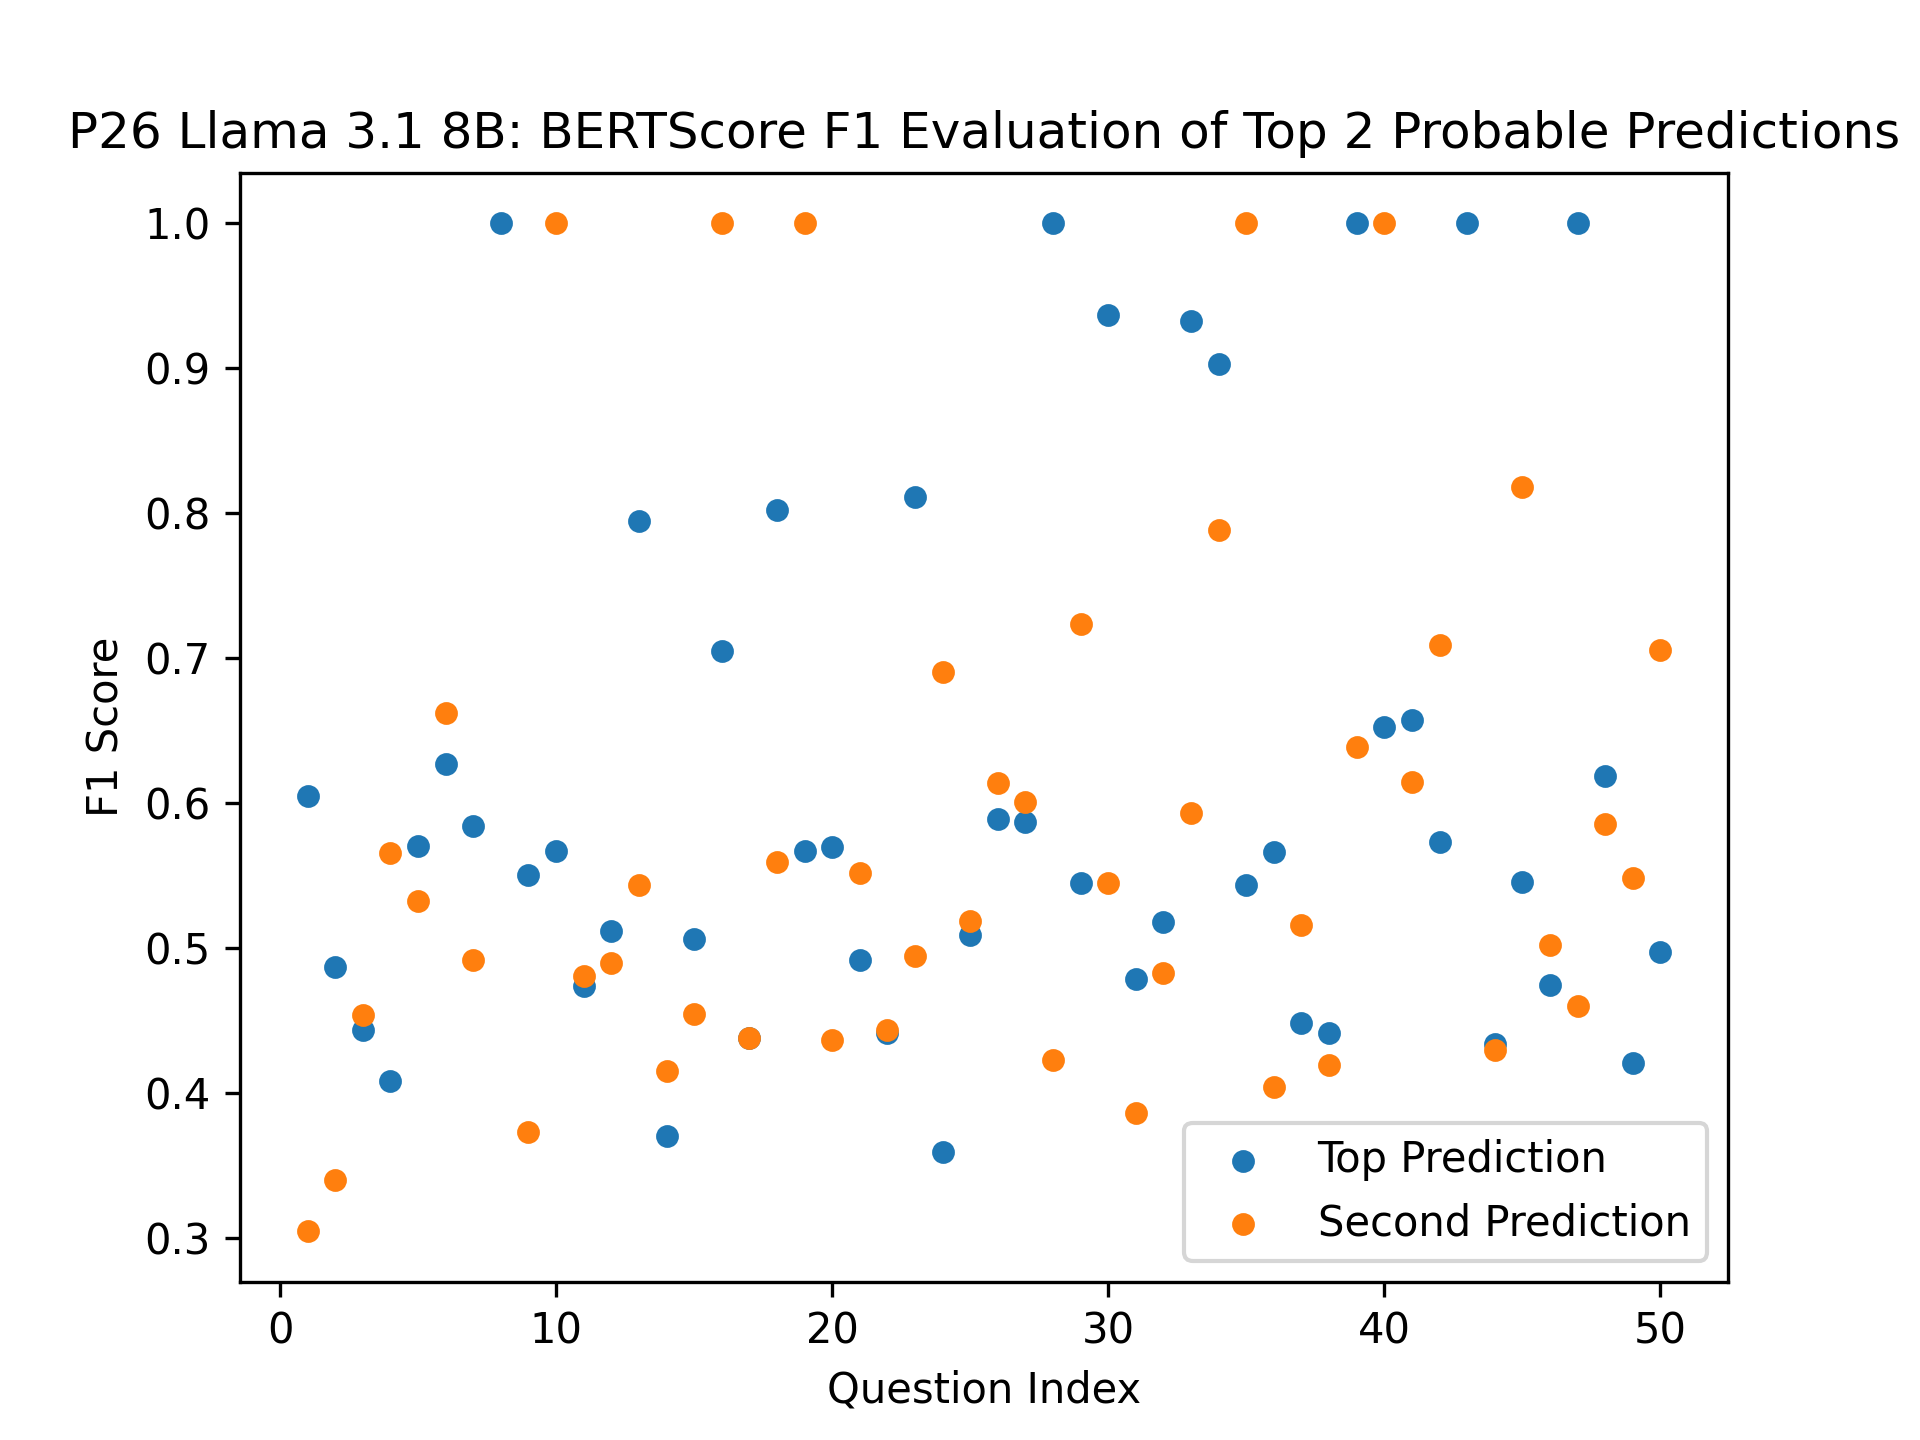 P26 Llama 3.1 8B: BERTScore F1 Evaluation of Top 2 Probable Predictions
1.0
0.9
0.8
0.7
0.6
0.5
0.4
0.3
F1 Score
Top Prediction
Second Prediction
0 10 20 30 40 50
Question Index